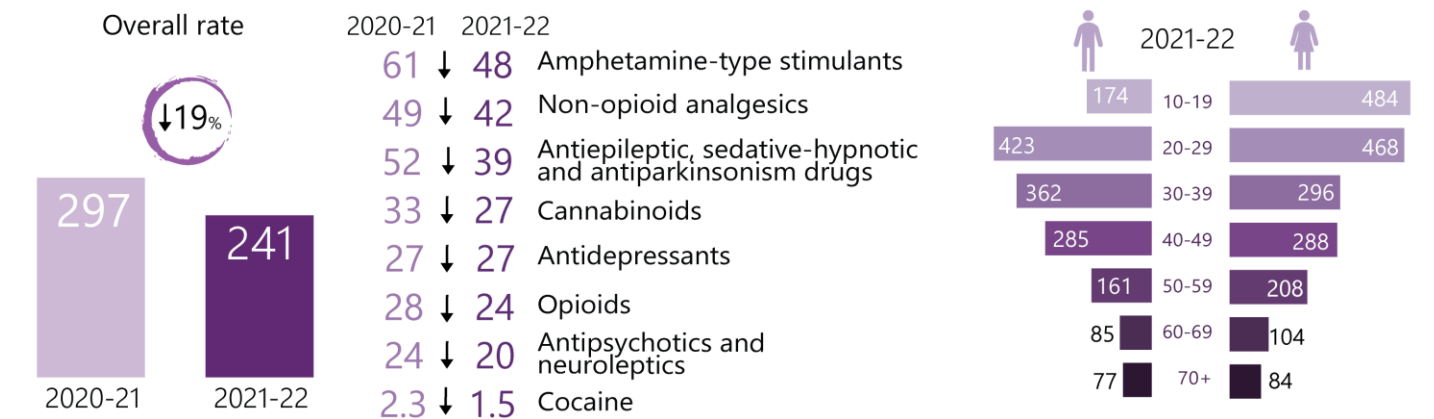 Overall rate
↓19%
297
241
2020-21
2021-22
2020-21 2021-22
61 ↓ 48 Amphetamine-type stimulants
49 ↓ 42 Non-opioid analgesics
52 ↓ 39 Antiepileptic, sedative-hypnotic
and antiparkinsonism drugs
33 ↓ 27 Cannabinoids
27 ↓ 27 Antidepressants
28 ↓ 24 Opioids
24 ↓ 20 Antipsychotics and
neuroleptics
2.3 ↓ 1.5 Cocaine
2021-22
174 10-19 484
423 20-29 468
362 30-39 296
285 40-49 288
161 50-59 208
85 60-69 104
77 70+ 84